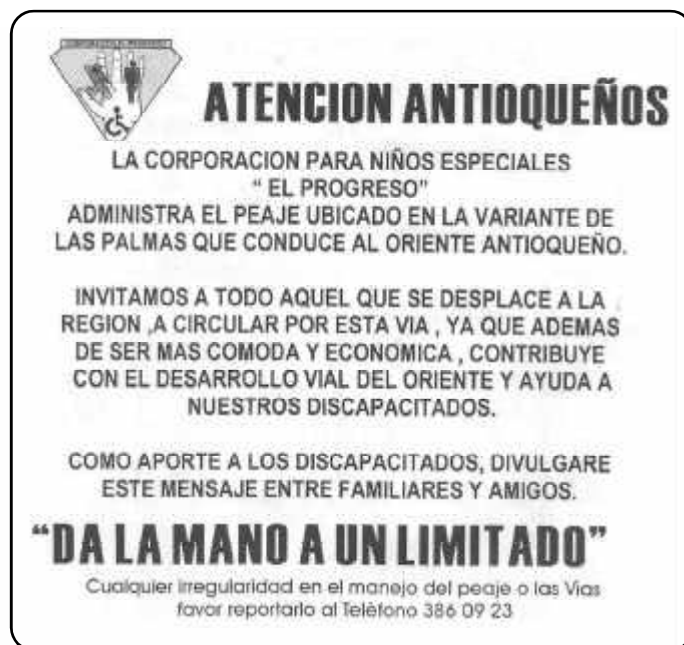 ATENCION ANTIOQUEÑOS
LA CORPORACION PARA NIÑOS ESPECIALES
" EL PROGRESO"
ADMINISTRA EL PEAJE UBICADO EN LA VARIANTE DE
LAS PALMAS QUE CONDUCE AL ORIENTE ANTIOQUEÑO.
INVITAMOS A TODO AQUEL QUE SE DESPLACE A LA
REGION ,A CIRCULAR POR ESTA VIA , YA QUE ADEMAS
DE SER MAS COMODA Y ECONOMICA , CONTRIBUYE
CON EL DESARROLLO VIAL DEL ORIENTE Y AYUDA A
NUESTROS DISCAPACITADOS.
COMO APORTE A LOS DISCAPACITADOS, DIVULGARE
ESTE MENSAJE ENTRE FAMILIARES Y AMIGOS.
"DA LA MANO A UN LIMITADO"
Cualquier irregularidad en el manejo del peaje o las Vias
favor reportarlo al Teléfono 386 09 23